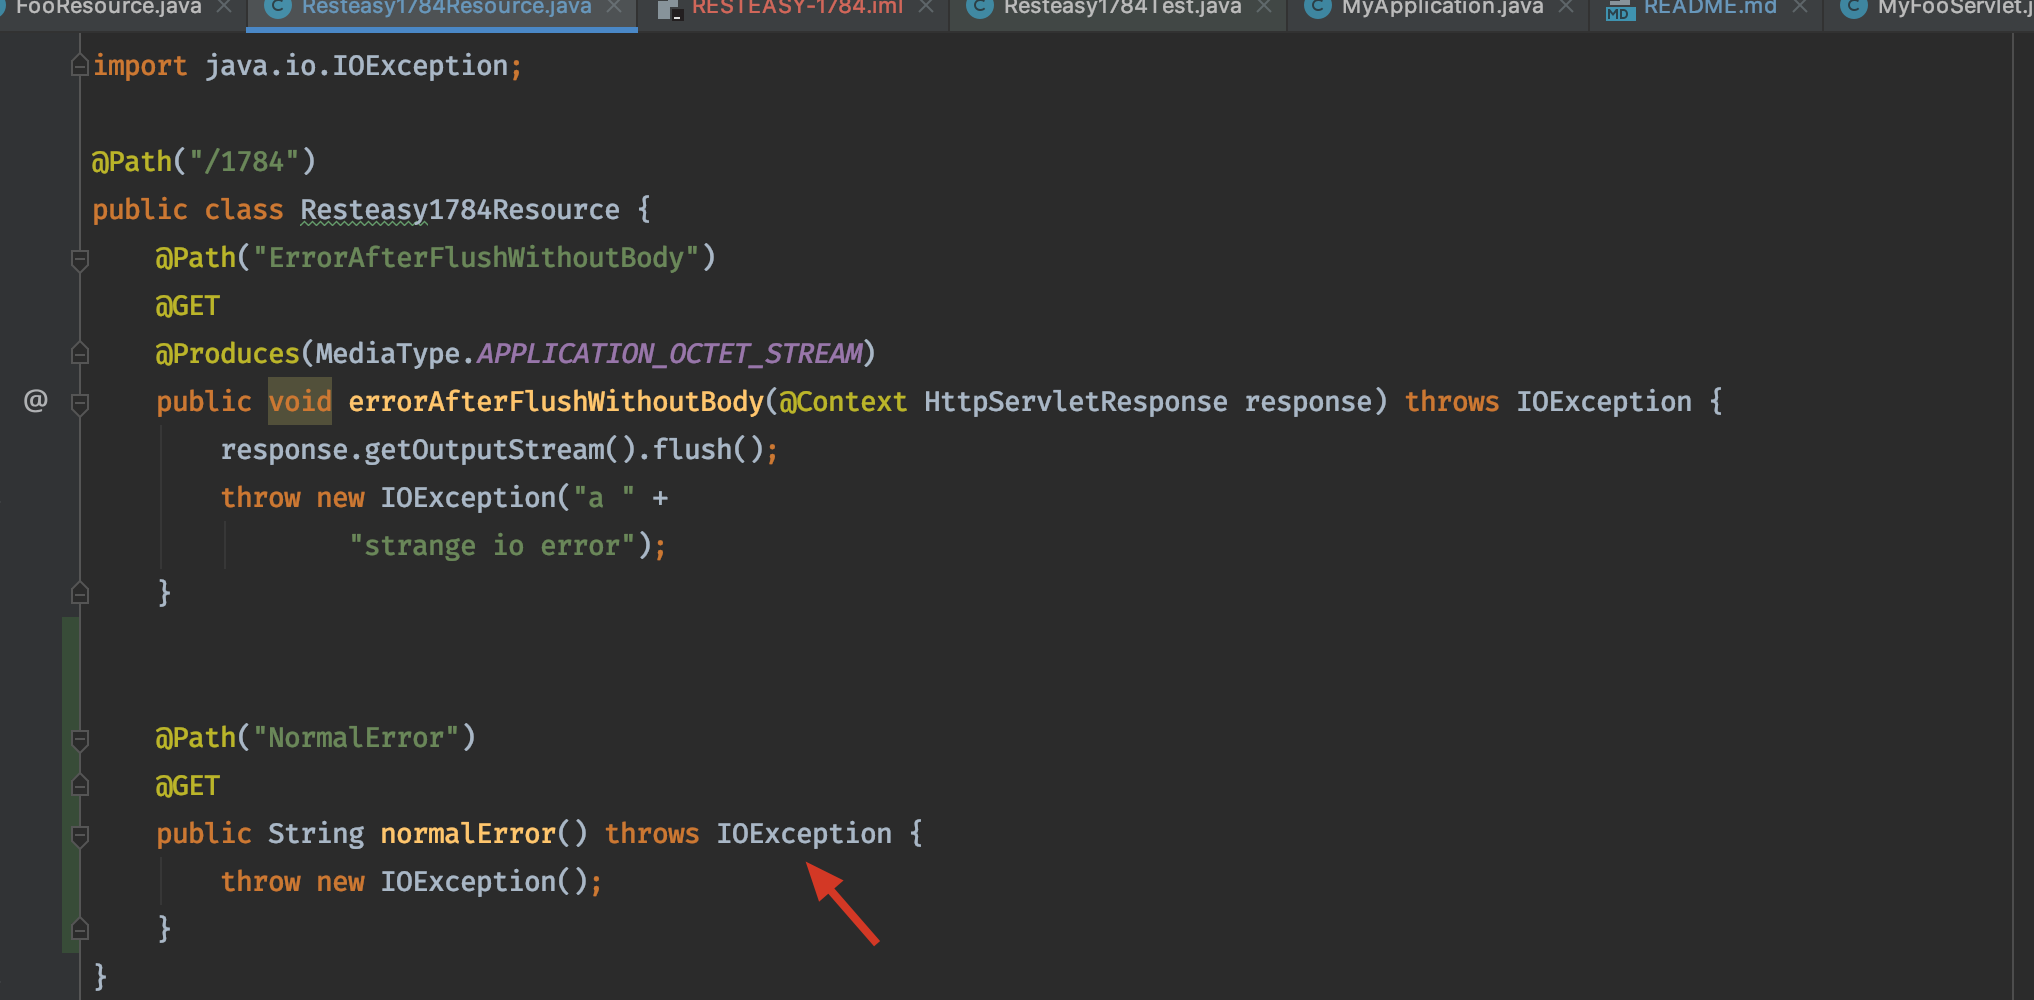 FooResource.java Resteasy1784Resource.java RESTEASY-1784.iml Resteasy1784Test.java MyApplication.java MD README.md MyFooServlet.j
import java.io.IOException;
@Path("/1784")
public class Resteasy1784Resource {
@Path("ErrorAfterFlushWithoutBody")
@GET
@Produces(MediaType.APPLICATION_OCTET_STREAM)
@ public void errorAfterFlushWithoutBody(@Context HttpServletResponse response) throws IOException {
response.getOutputStream().flush();
throw new IOException("a " +
"strange io error");
}
@Path("NormalError")
@GET
public String normalError() throws IOException {
throw new IOException();
}
}